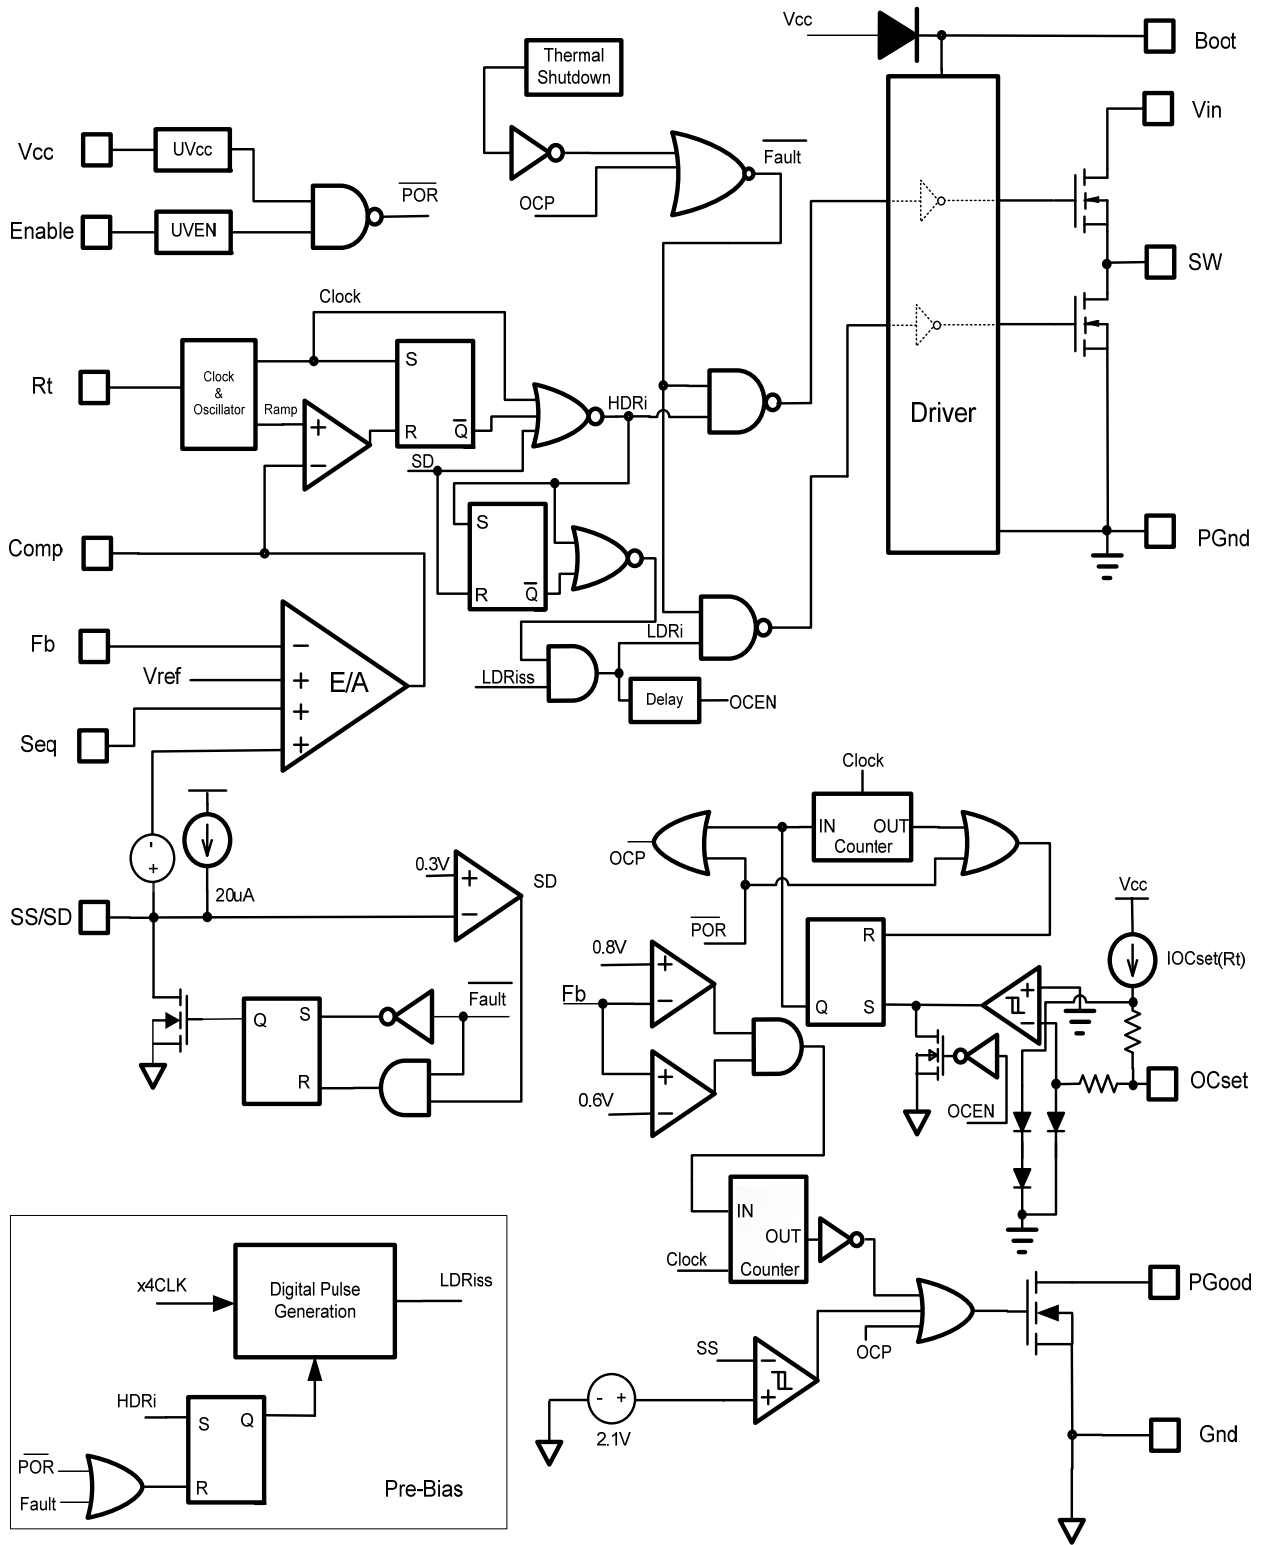 Vcc
Boot
Thermal
Shutdown
Vin
Vcc
UVcc
Fault
POR
OCP
Enable
UVEN
SW
Clock
Rt
Clock
&
Oscillator
Ramp
+
−
S
R
Q
HDRi
SD
Driver
S
R
Q
Comp
PGnd
Fb
Vref
Seq
−
+
+
+
E/A
LDRi
LDRiss
Delay
OCEN
Clock
IN
OUT
Counter
OCP
-
+
20uA
0.3V
+
−
SD
SS/SD
POR
R
Q
S
Vcc
IOCset(Rt)
0.8V
Fb
+
−
+
−
0.6V
+
−
Fault
Q
S
R
OCEN
OCset
IN
OUT
Counter
Clock
x4CLK
Digital Pulse
Generation
LDRiss
PGood
SS
OCP
−
+
-
+
2.1V
HDRi
S
Q
R
POR
Fault
Pre-Bias
Gnd